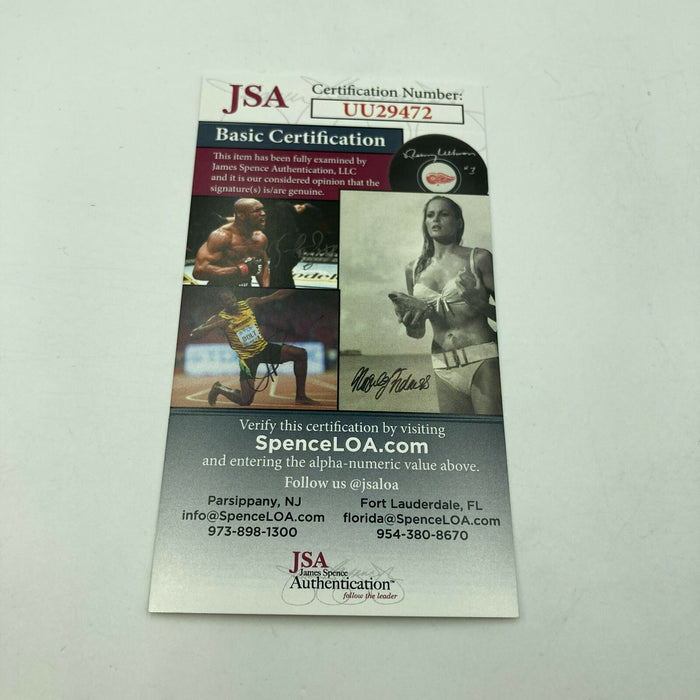 JSA
Certification Number:
UU29472
Basic Certification
This item has been fully examined by
James Spence Authentication, LLC
and it is our considered opinion that the
signature(s) is/are genuine.
#3
BOLT
Verify this certification by visiting
SpenceLOA.com
and entering the alpha-numeric value above.
Follow us @jsaloa
Parsippany, NJ
info@SpenceLOA.com
973-898-1300
Fort Lauderdale, FL
florida@SpenceLOA.com
954-380-8670
JSA
James Spence
Authentication
follow the leader